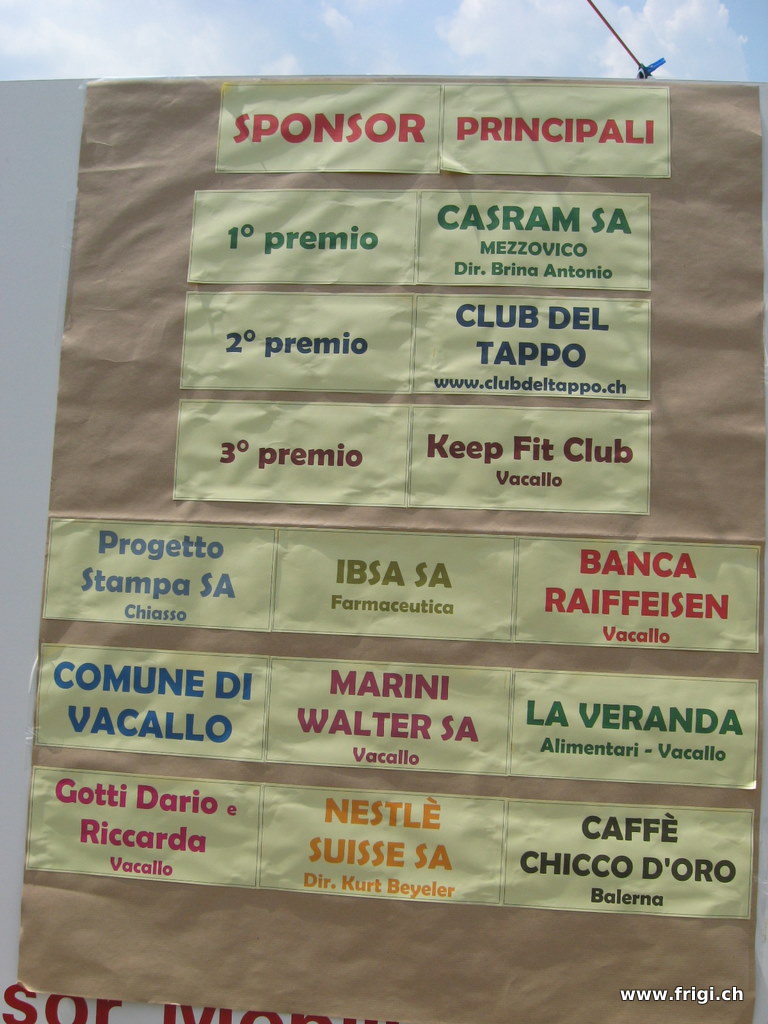 SPONSOR PRINCIPALI
1° premio
CASRAM SA
MEZZOVICO
Dir. Brina Antonio
2° premio
CLUB DEL
TAPPO
www.clubdeltappo.ch
3° premio
Keep Fit Club
Vacallo
Progetto
Stampa SA
Chiasso
IBSA SA
Farmaceutica
BANCA
RAIFFEISEN
Vacallo
COMUNE DI
VACALLO
MARINI
WALTER SA
Vacallo
LA VERANDA
Alimentari - Vacallo
Gotti Dario e
Riccarda
Vacallo
NESTLÈ
SUISSE SA
Dir. Kurt Beyeler
CAFFÈ
CHICCO D'ORO
Balerna
www.frigi.ch